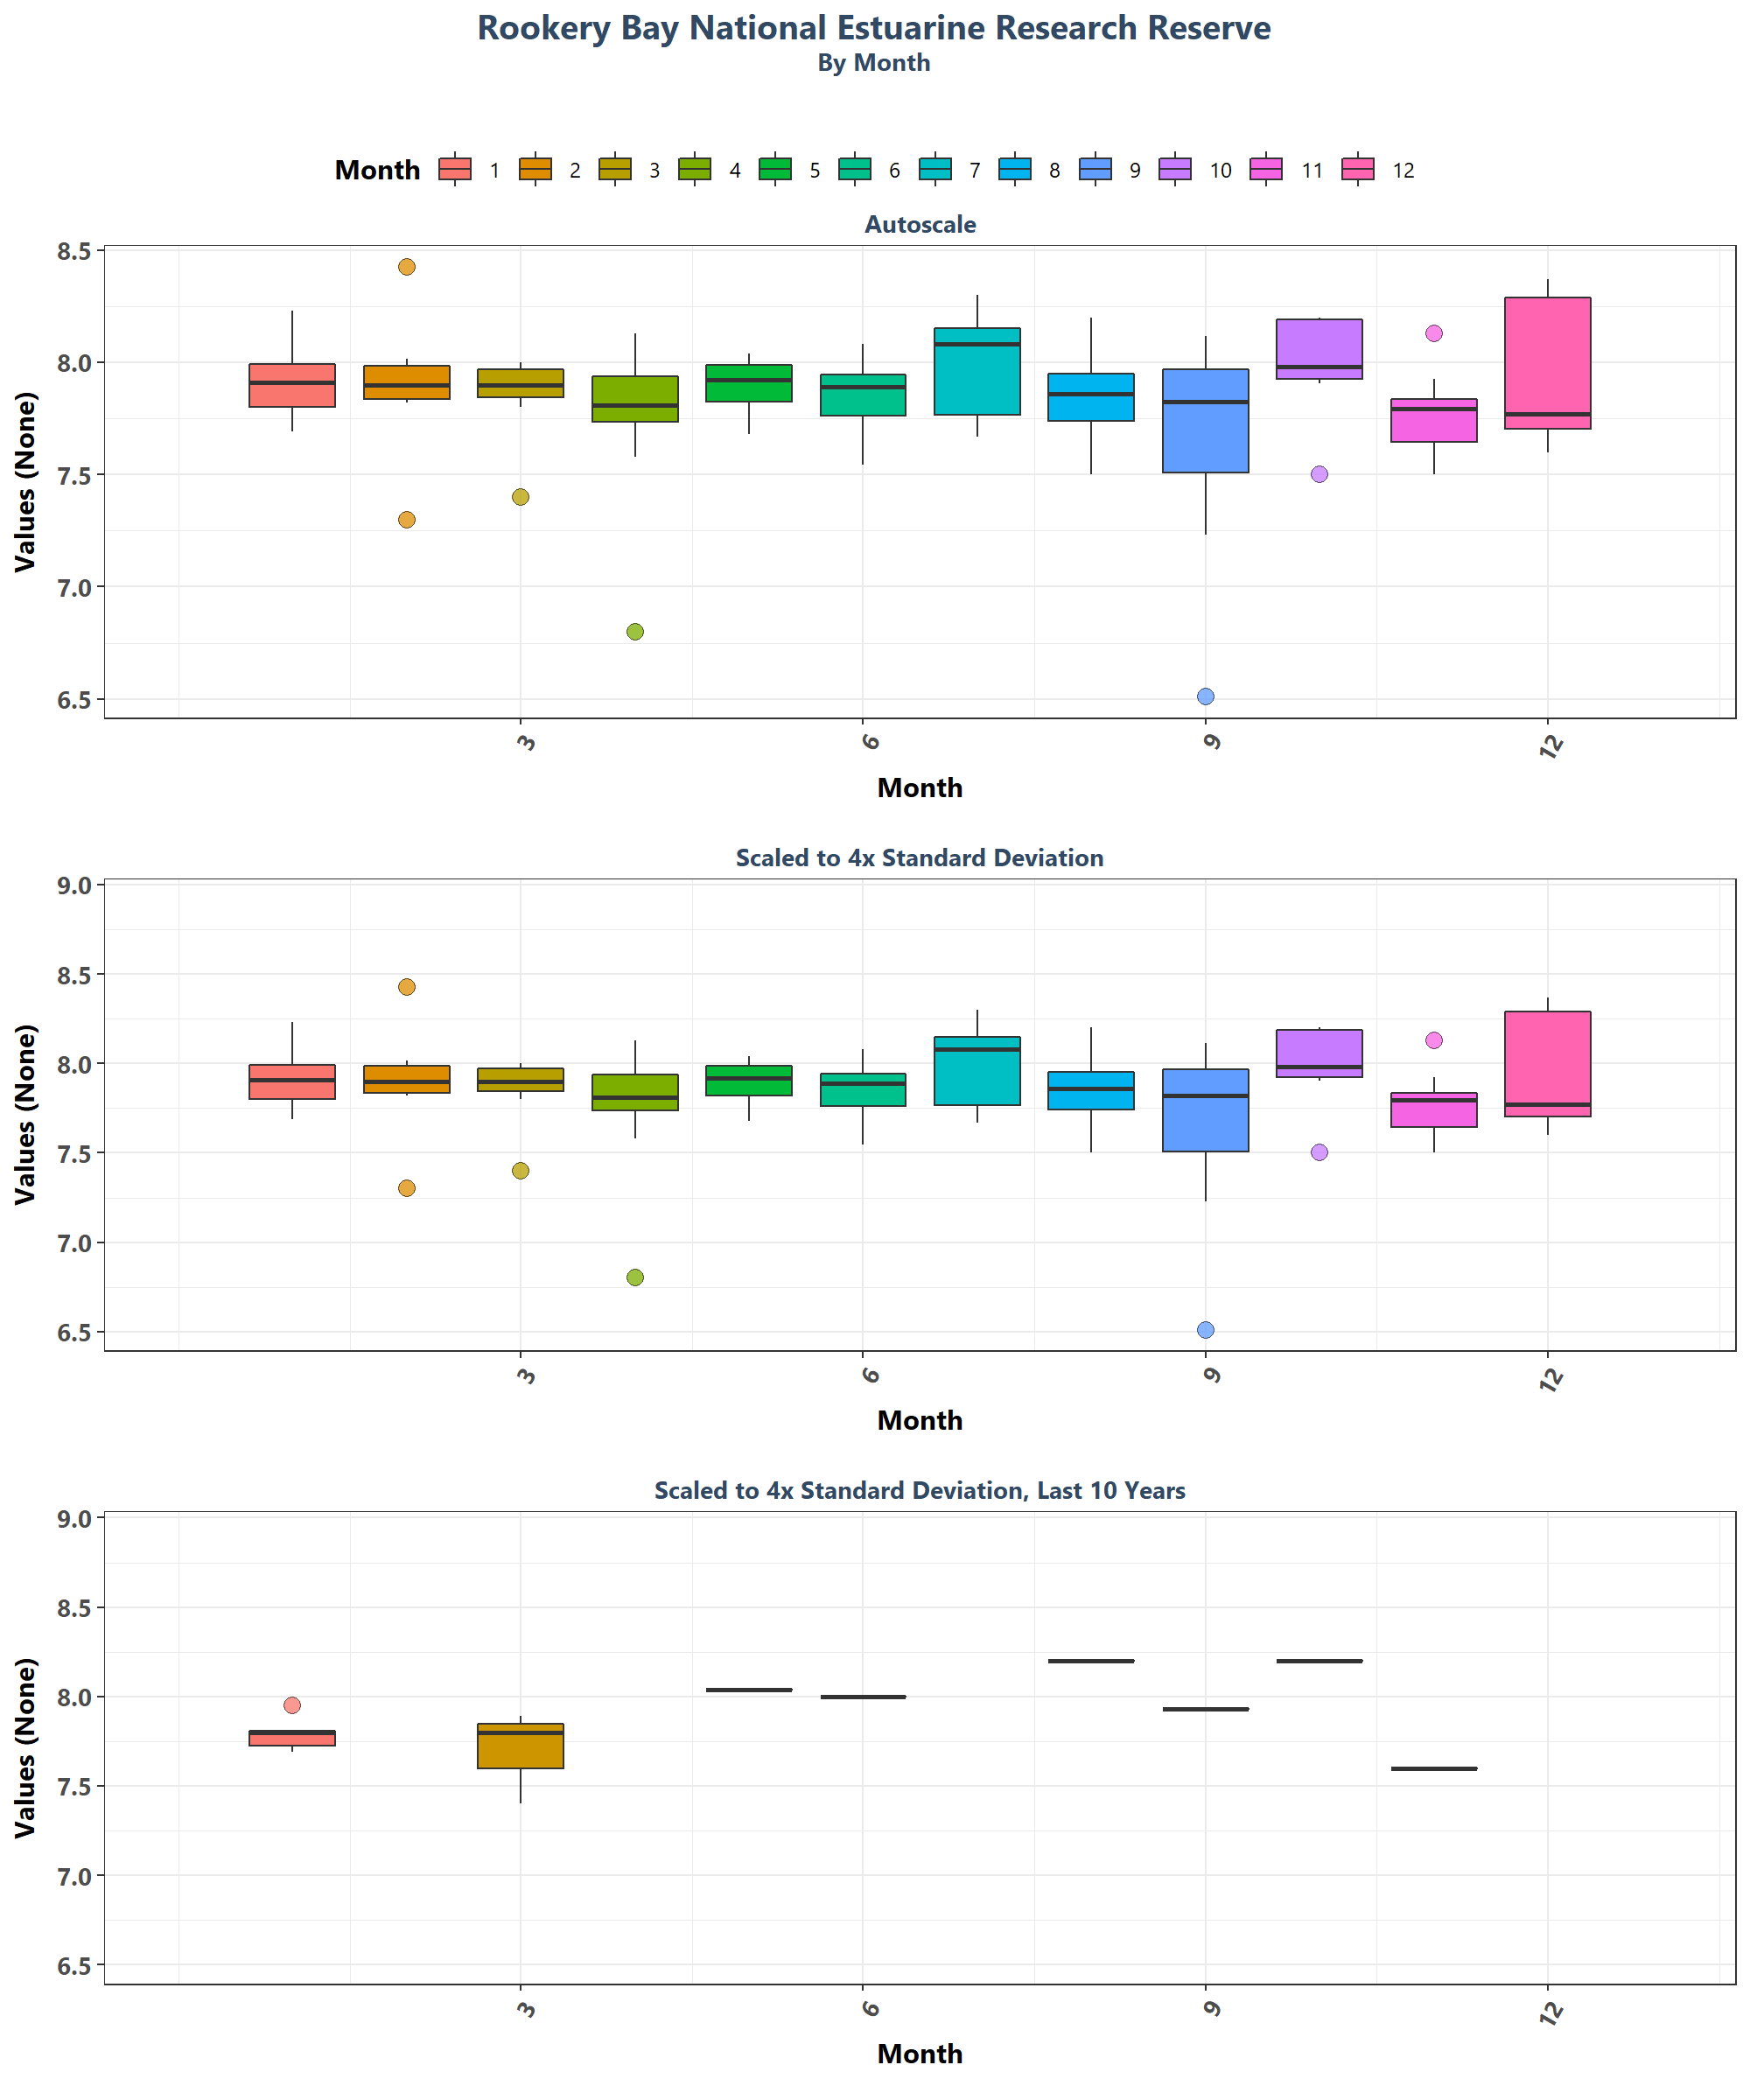 Rookery Bay National Estuarine Research Reserve
By Month
Month 1 2 3 4 5 6 7 8 9 10 11 12
Autoscale
Values (None)
8.5
8.0
7.5
7.0
6.5
3 6 9 12
Month
Scaled to 4x Standard Deviation
Values (None)
9.0
8.5
8.0
7.5
7.0
6.5
3 6 9 12
Month
Scaled to 4x Standard Deviation, Last 10 Years
Values (None)
9.0
8.5
8.0
7.5
7.0
6.5
3 6 9 12
Month